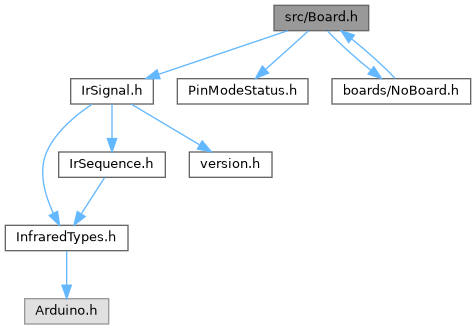 src/Board.h
IrSignal.h
PinModeStatus.h
boards/NoBoard.h
IrSequence.h
version.h
InfraredTypes.h
Arduino.h